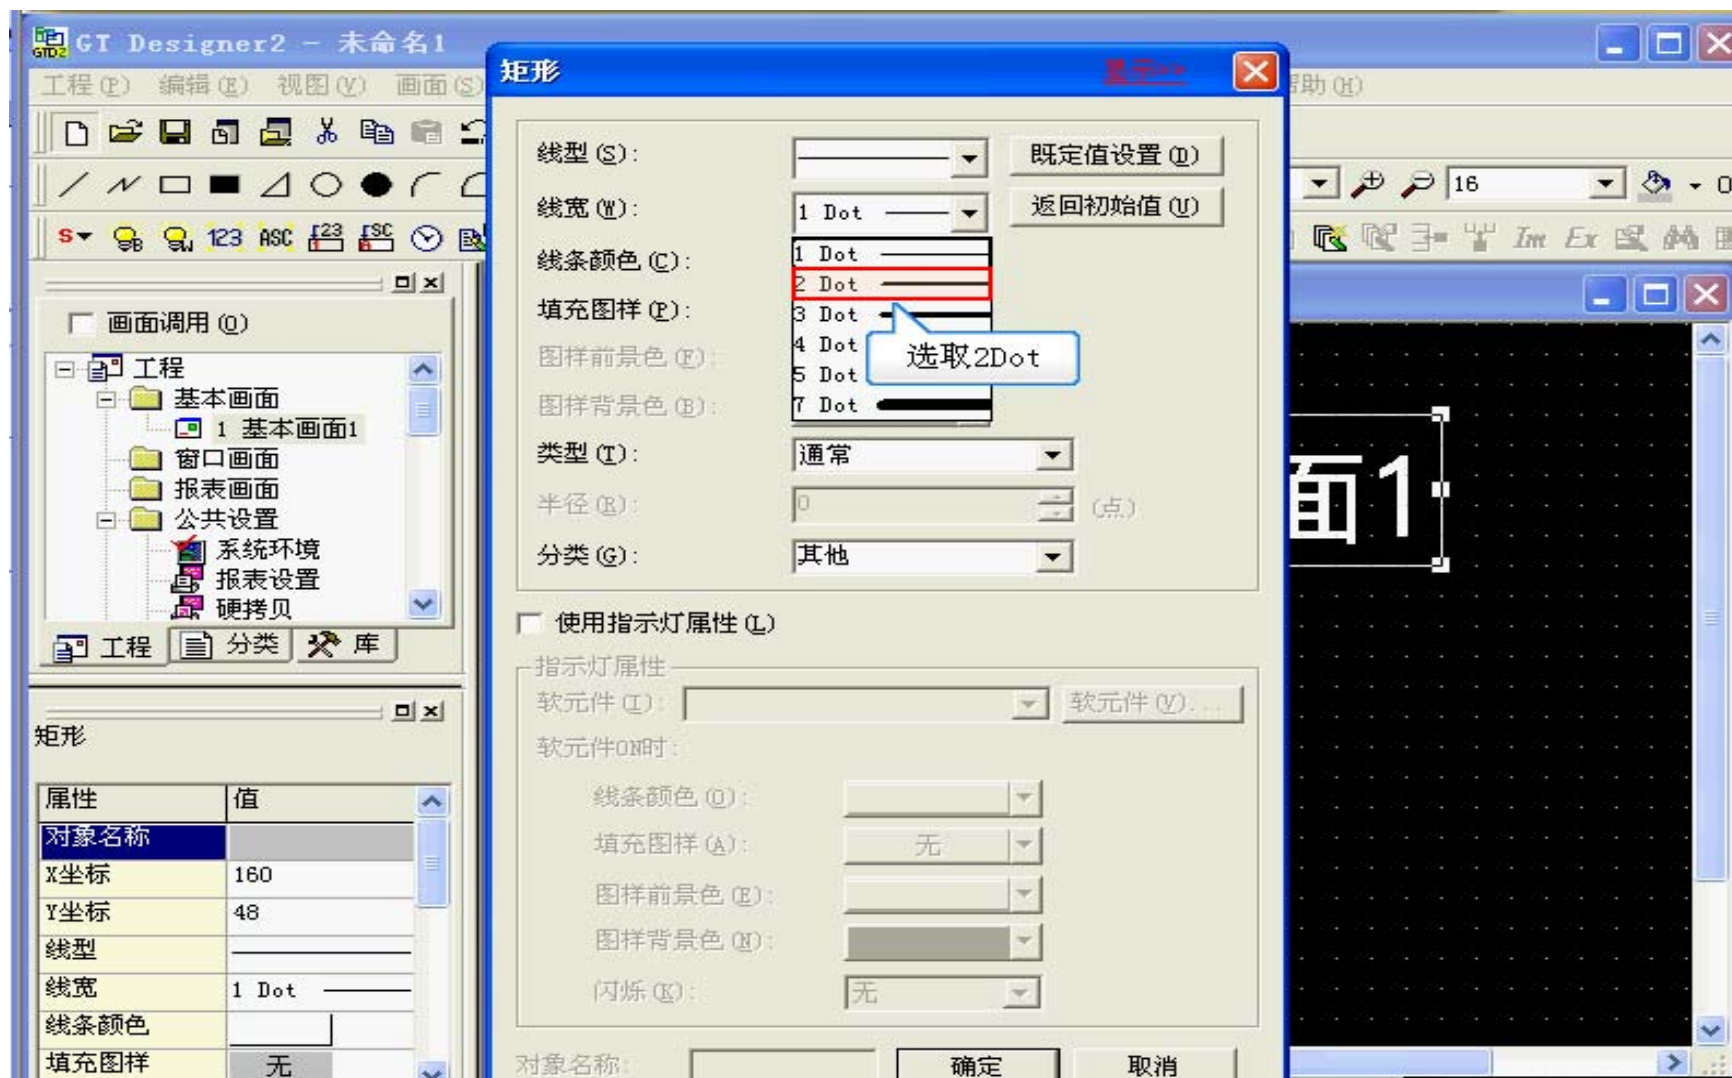 GT Designer2 - 未命名1
工程(P) 编辑(E) 视图(V) 画面(S)
助(H)
矩形
显示>>
线型(S):
既定值设置(D)
线宽(W):
1 Dot
返回初始值(U)
线条颜色(C):
填充图样(P):
图样前景色(F):
图样背景色(B):
1 Dot
2 Dot
3 Dot
4 Dot
5 Dot
7 Dot
选取2Dot
类型(T):
通常
半径(R):
0
(点)
分类(G):
其他
使用指示灯属性(L)
指示灯属性
软元件(I):
软元件(V)...
软元件ON时:
线条颜色(O):
填充图样(A):
无
图样前景色(E):
图样背景色(N):
闪烁(K):
无
对象名称:
确定
取消
16
S
123 ASC
Im Ex
画面调用(O)
工程
基本画面
1 基本画面1
窗口画面
报表画面
公共设置
系统环境
报表设置
硬拷贝
工程 分类 库
矩形
属性 值
对象名称
X坐标 160
Y坐标 48
线型
线宽 1 Dot
线条颜色
填充图样 无
面1